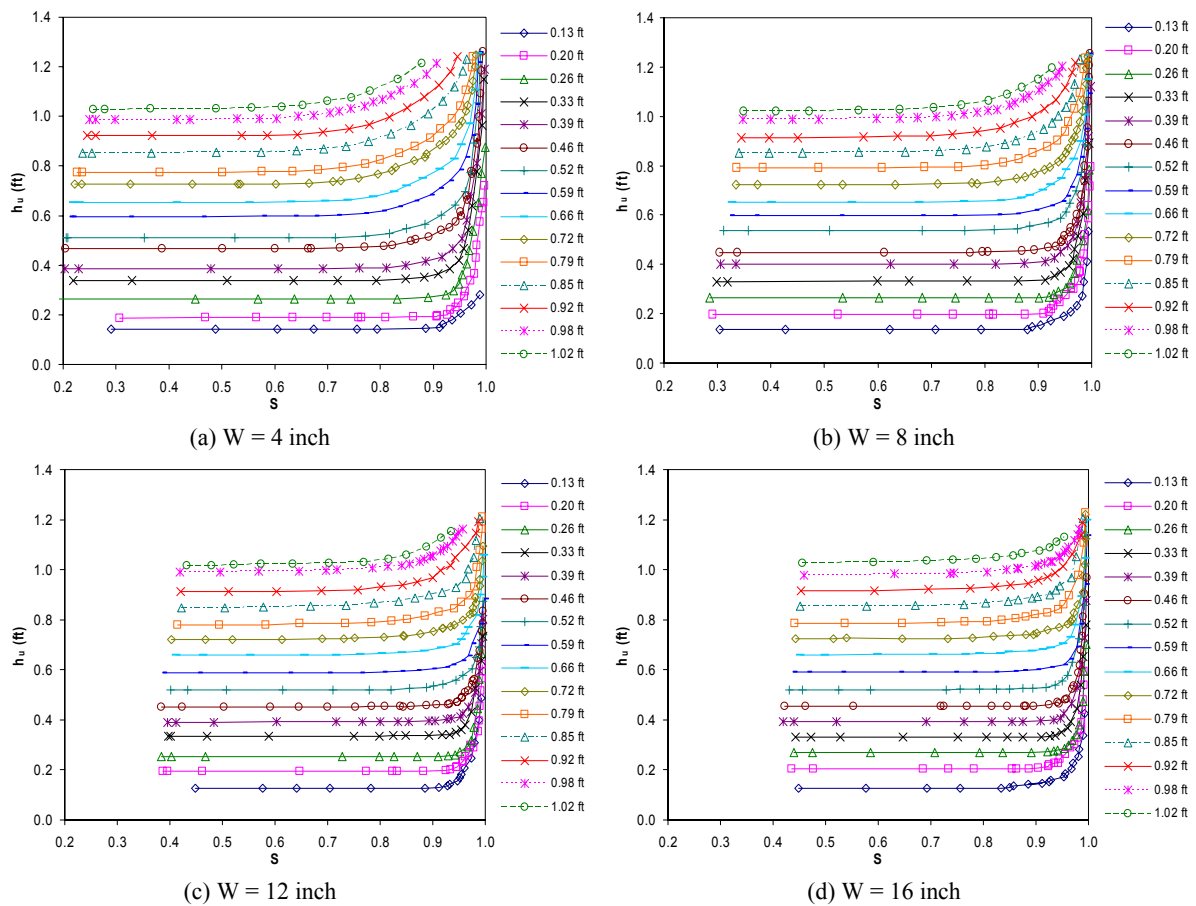 1.4
1.2
1.0
0.8
0.6
0.4
0.2
0.0
h_u (ft)
0.2 0.3 0.4 0.5 0.6 0.7 0.8 0.9 1.0
S
0.13 ft
0.20 ft
0.26 ft
0.33 ft
0.39 ft
0.46 ft
0.52 ft
0.59 ft
0.66 ft
0.72 ft
0.79 ft
0.85 ft
0.92 ft
0.98 ft
1.02 ft
(a) W = 4 inch
1.4
1.2
1.0
0.8
0.6
0.4
0.2
0.0
h_u (ft)
0.2 0.3 0.4 0.5 0.6 0.7 0.8 0.9 1.0
S
0.13 ft
0.20 ft
0.26 ft
0.33 ft
0.39 ft
0.46 ft
0.52 ft
0.59 ft
0.66 ft
0.72 ft
0.79 ft
0.85 ft
0.92 ft
0.98 ft
1.02 ft
(b) W = 8 inch
1.4
1.2
1.0
0.8
0.6
0.4
0.2
0.0
h_u (ft)
0.2 0.3 0.4 0.5 0.6 0.7 0.8 0.9 1.0
S
0.13 ft
0.20 ft
0.26 ft
0.33 ft
0.39 ft
0.46 ft
0.52 ft
0.59 ft
0.66 ft
0.72 ft
0.79 ft
0.85 ft
0.92 ft
0.98 ft
1.02 ft
(c) W = 12 inch
1.4
1.2
1.0
0.8
0.6
0.4
0.2
0.0
h_u (ft)
0.2 0.3 0.4 0.5 0.6 0.7 0.8 0.9 1.0
S
0.13 ft
0.20 ft
0.26 ft
0.33 ft
0.39 ft
0.46 ft
0.52 ft
0.59 ft
0.66 ft
0.72 ft
0.79 ft
0.85 ft
0.92 ft
0.98 ft
1.02 ft
(d) W = 16 inch